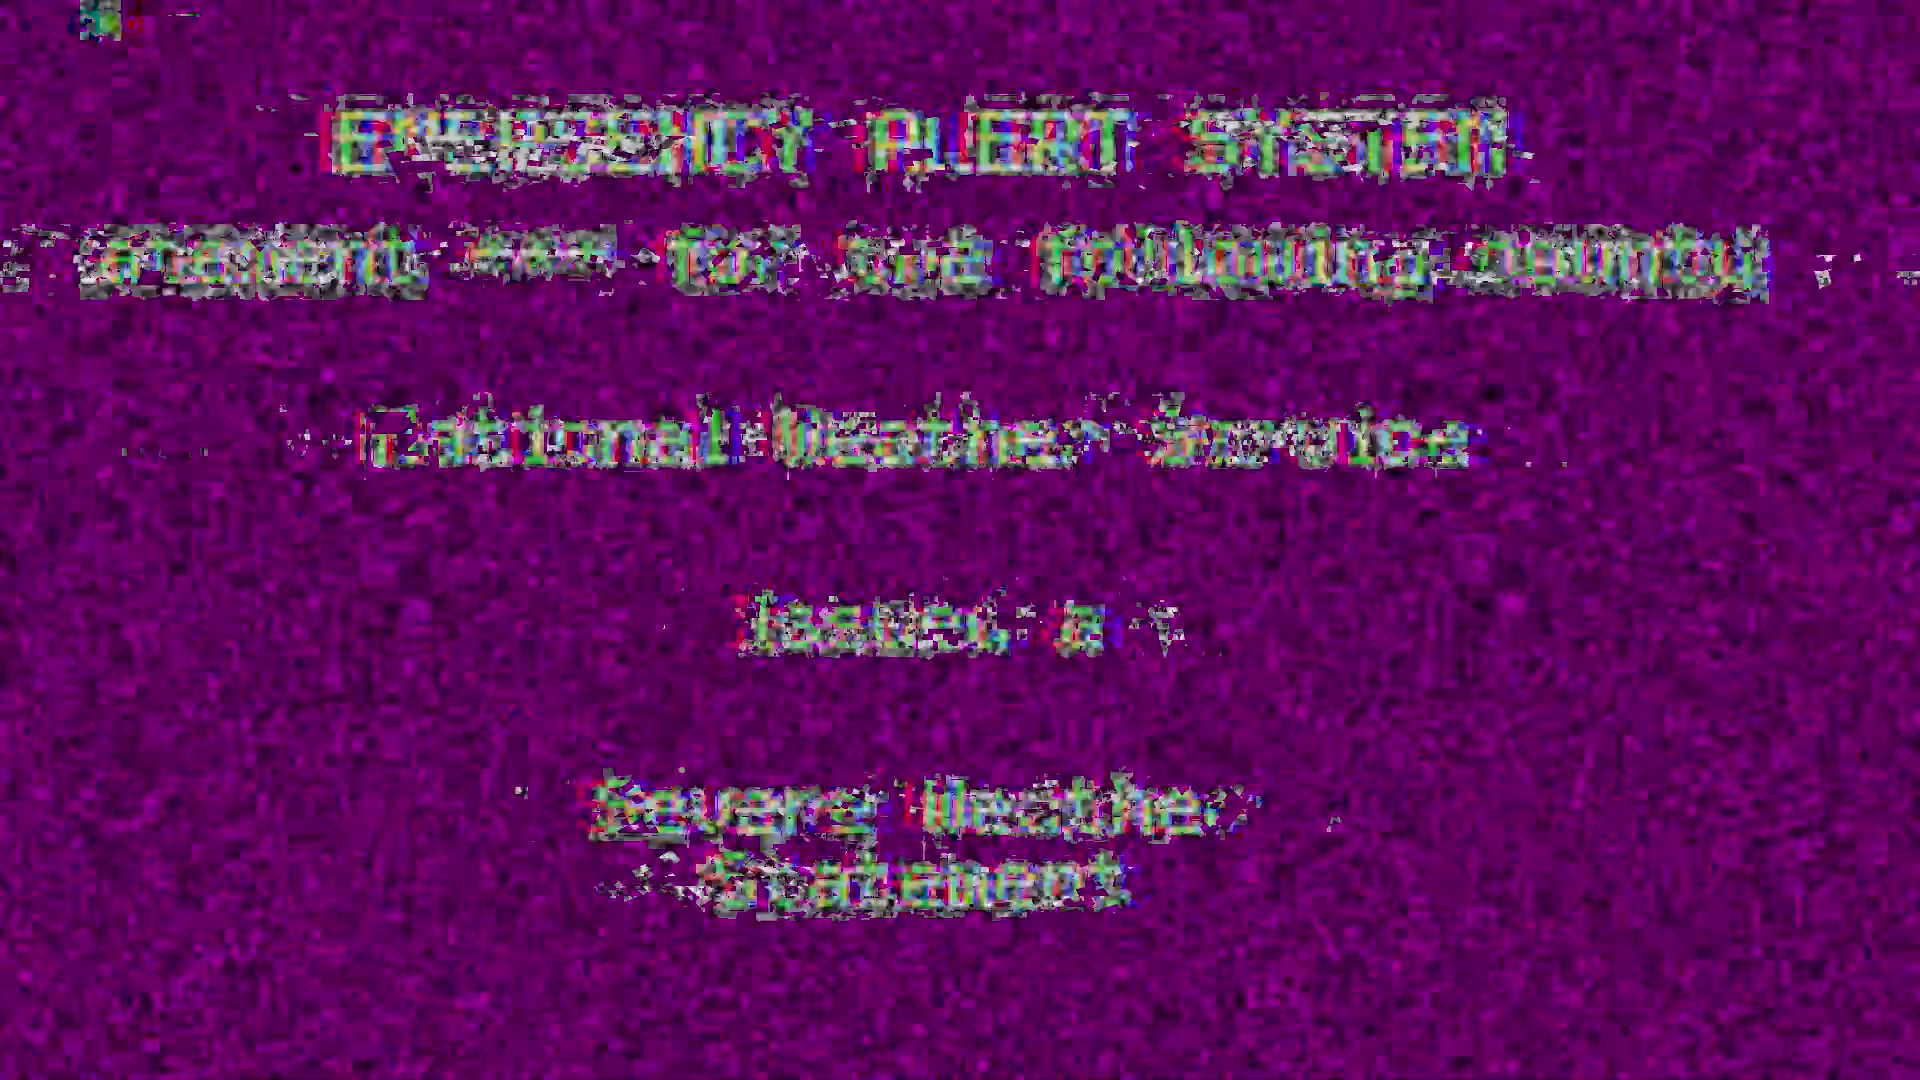 EMERGENCY ALERT SYSTEM
for the following county
National Weather Service
Issued a
Severe Weather
Statement